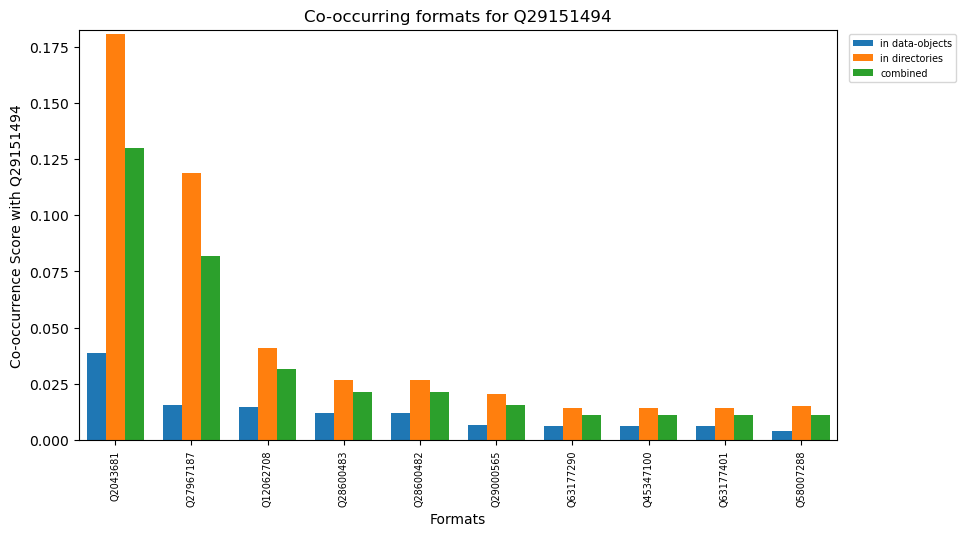 Co-occurring formats for Q29151494
Co-occurrence Score with Q29151494
0.175
0.150
0.125
0.100
0.075
0.050
0.025
0.000
Q2043681
Q27967187
Q12062708
Q28600483
Q28600482
Q29000565
Q63177290
Q45347100
Q63177401
Q58007288
Formats
in data-objects
in directories
combined